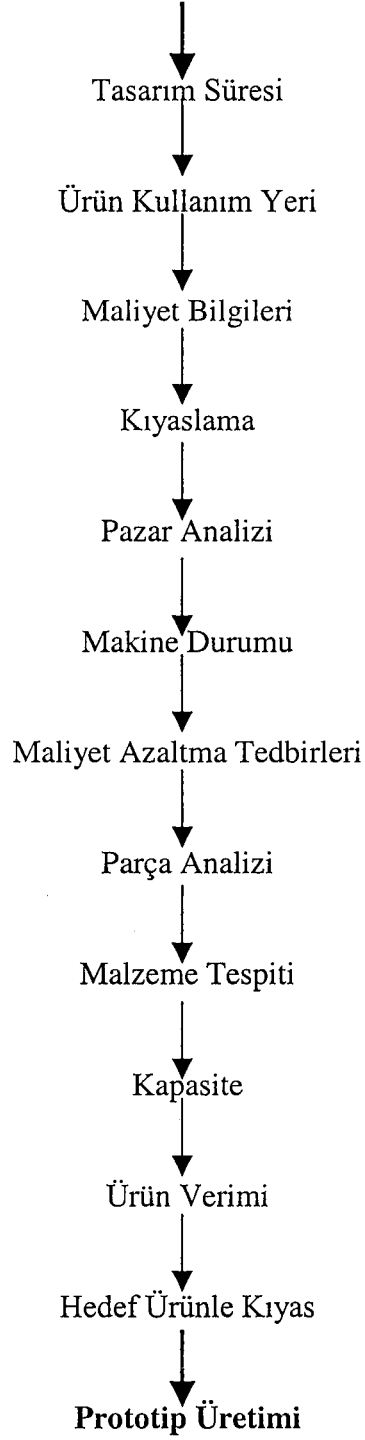 Tasarım Süresi
Ürün Kullanım Yeri
Maliyet Bilgileri
Kıyaslama
Pazar Analizi
Makine Durumu
Maliyet Azaltma Tedbirleri
Parça Analizi
Malzeme Tespiti
Kapasite
Ürün Verimi
Hedef Ürünle Kıyas
Prototip Üretimi